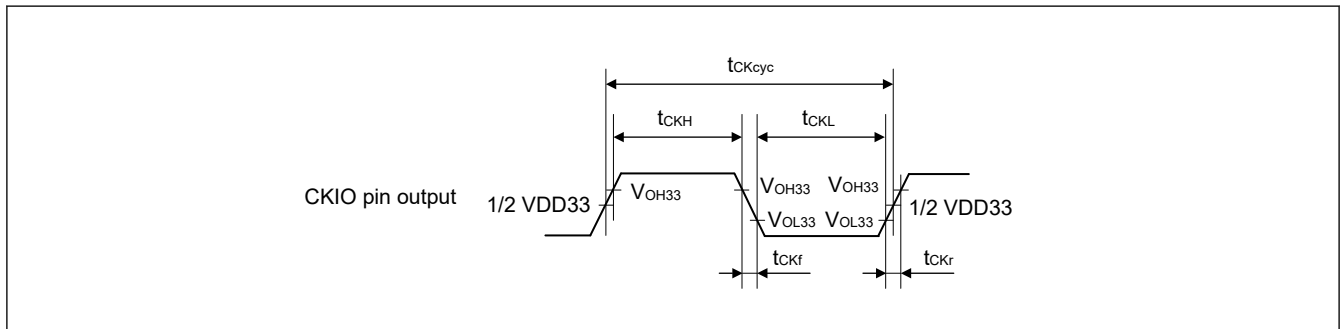 tCKcyc
tCKH tCKL
CKIO pin output 1/2 VDD33 VOH33 VOH33 VOH33 1/2 VDD33
VOL33 VOL33
tCKf tCKr